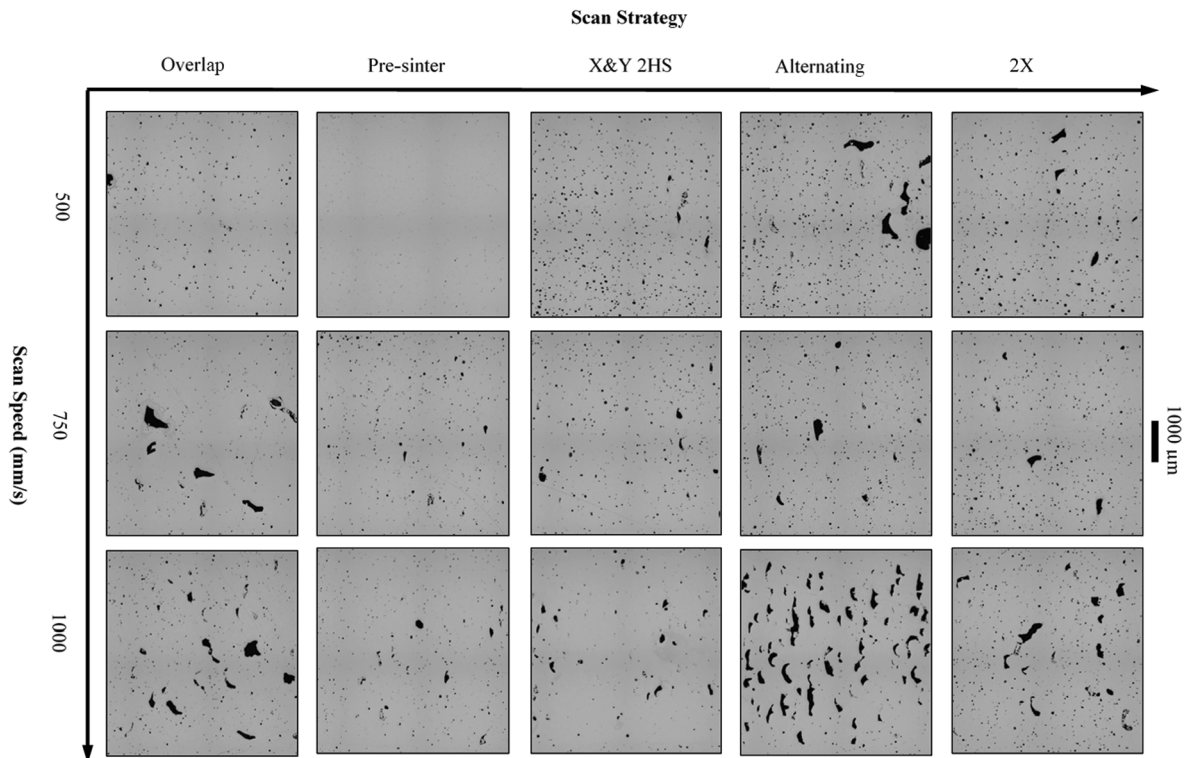 Scan Strategy
Overlap Pre-sinter X&Y 2HS Alternating 2X
Scan Speed (mm/s)
500
750
1000
1000 µm